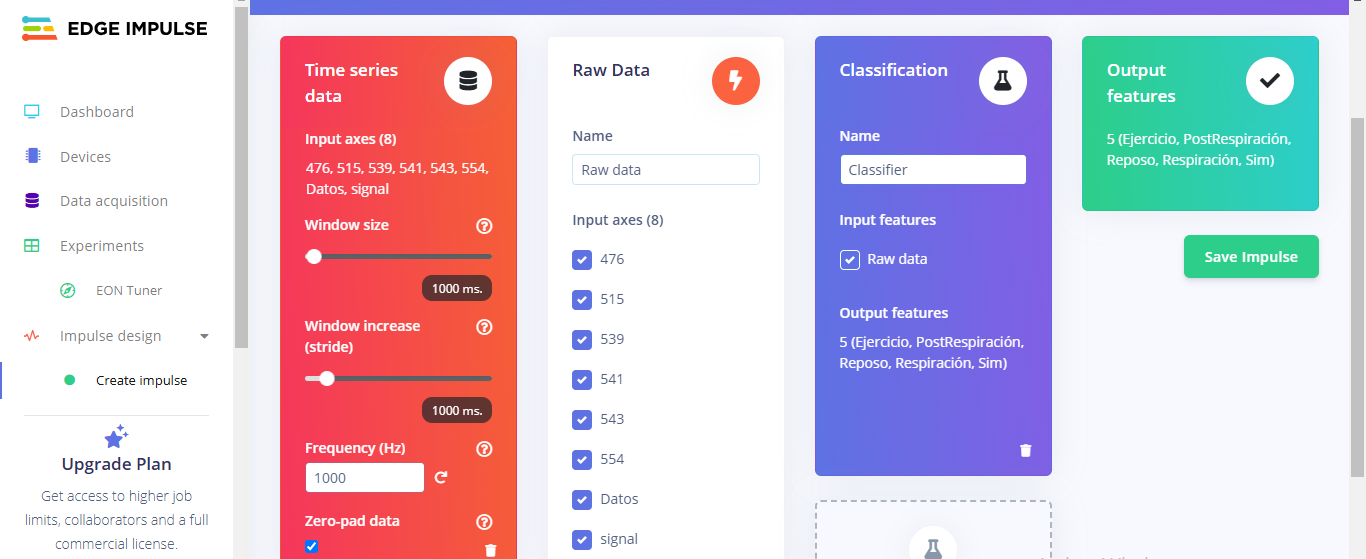 EDGE IMPULSE
Dashboard
Devices
Data acquisition
Experiments
EON Tuner
Impulse design
Create impulse
Upgrade Plan
Get access to higher job
limits, collaborators and a full
commercial license.
Time series
data
Input axes (8)
476, 515, 539, 541, 543, 554,
Datos, signal
Window size
1000 ms.
Window increase
(stride)
1000 ms.
Frequency (Hz)
1000
Zero-pad data
Raw Data
Name
Raw data
Input axes (8)
476
515
539
541
543
554
Datos
signal
Classification
Name
Classifier
Input features
Raw data
Output features
5 (Ejercicio, PostRespiración,
Reposo, Respiración, Sim)
Output
features
5 (Ejercicio, PostRespiración,
Reposo, Respiración, Sim)
Save Impulse